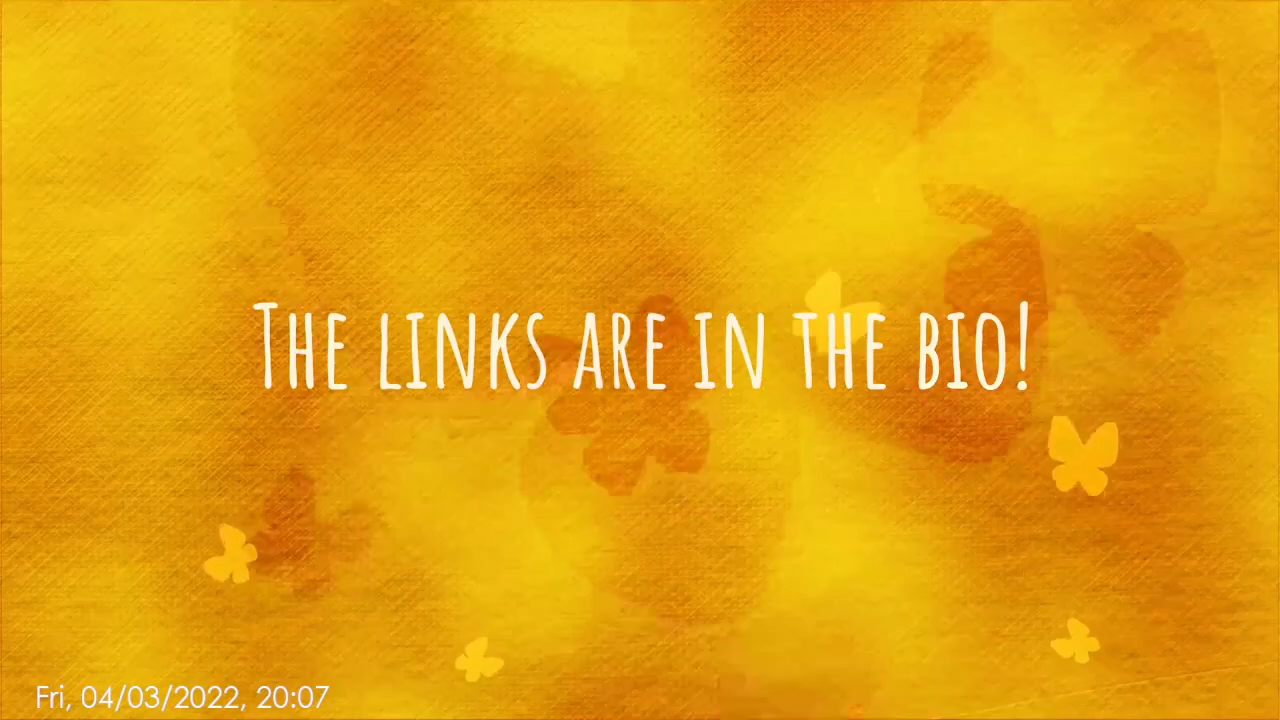 The links are in the bio!
Fri, 04/03/2022, 20:07